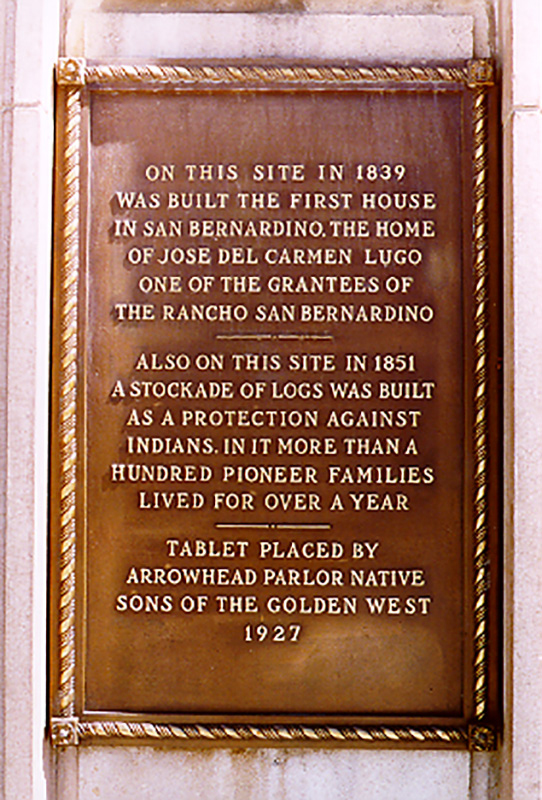 ON THIS SITE IN 1839
WAS BUILT THE FIRST HOUSE
IN SAN BERNARDINO, THE HOME
OF JOSE DEL CARMEN LUGO
ONE OF THE GRANTEES OF
THE RANCHO SAN BERNARDINO
ALSO ON THIS SITE IN 1851
A STOCKADE OF LOGS WAS BUILT
AS A PROTECTION AGAINST
INDIANS. IN IT MORE THAN A
HUNDRED PIONEER FAMILIES
LIVED FOR OVER A YEAR
TABLET PLACED BY
ARROWHEAD PARLOR NATIVE
SONS OF THE GOLDEN WEST
1927